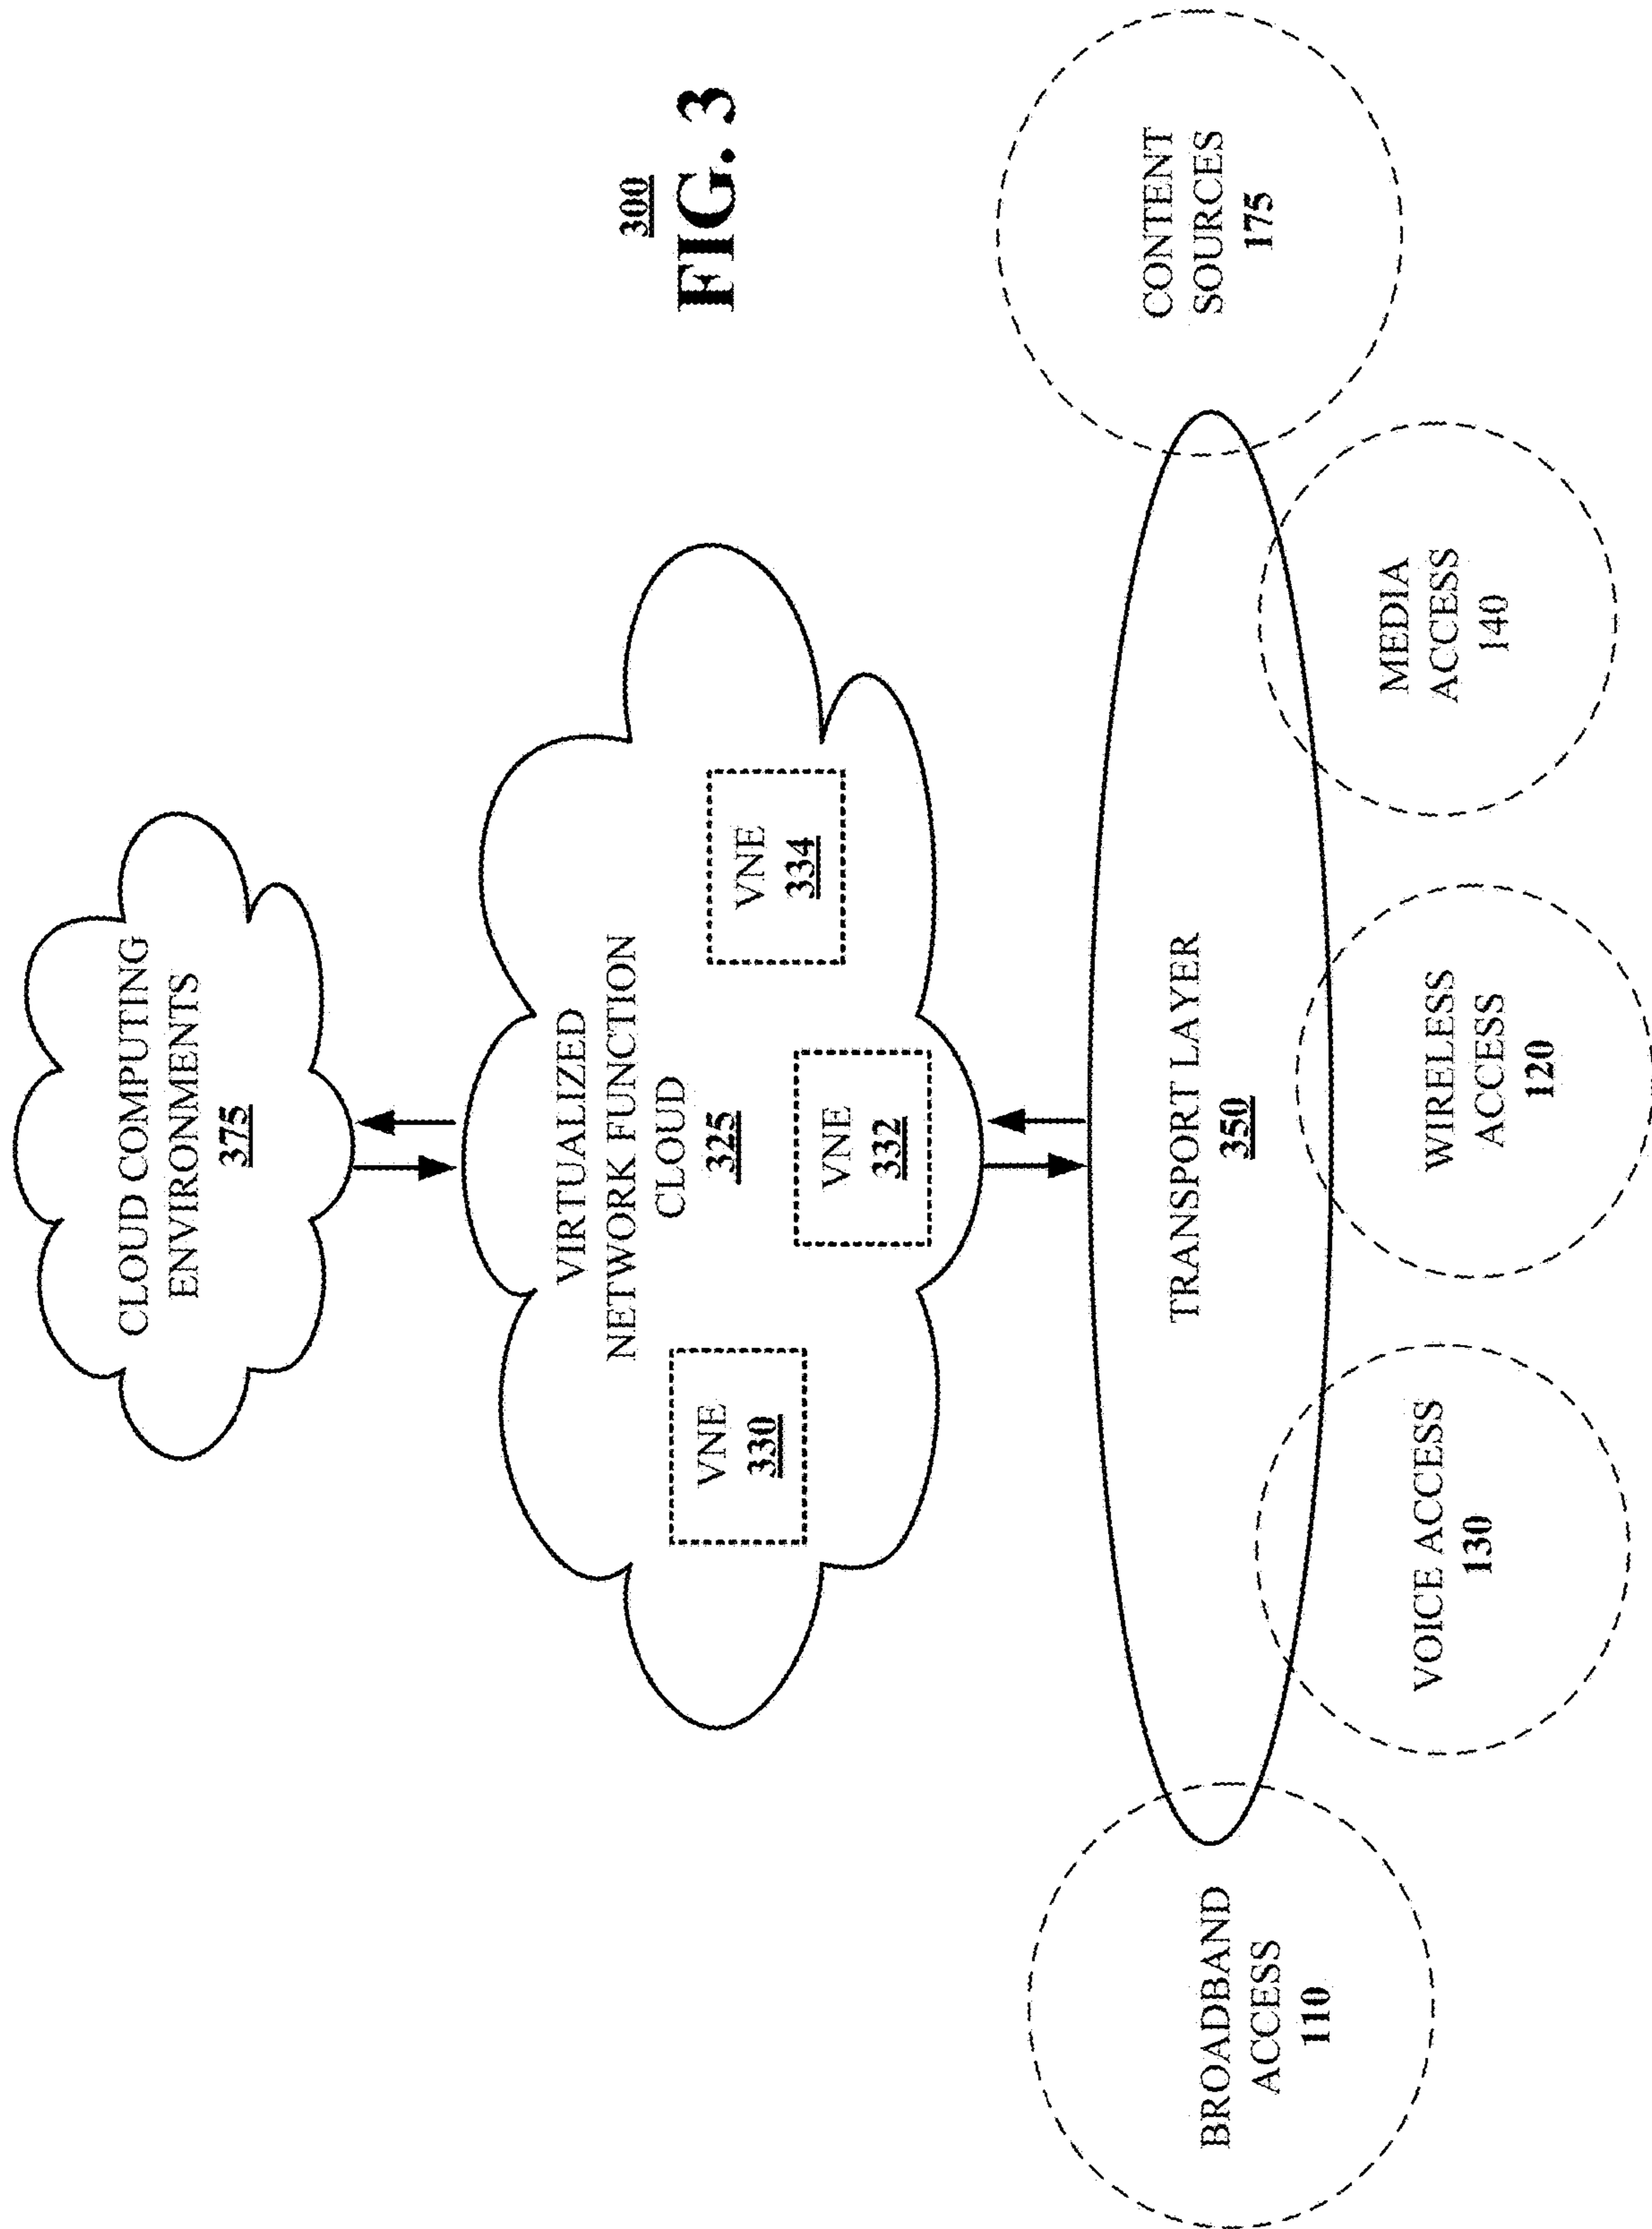 CLOUD COMPUTING
ENVIRONMENTS
375
VIRTUALIZED
NETWORK FUNCTION
CLOUD
325
VNE
330
VNE
332
VNE
334
300
FIG. 3
TRANSPORT LAYER
350
BROADBAND
ACCESS
110
VOICE ACCESS
130
WIRELESS
ACCESS
120
MEDIA
ACCESS
140
CONTENT
SOURCES
175